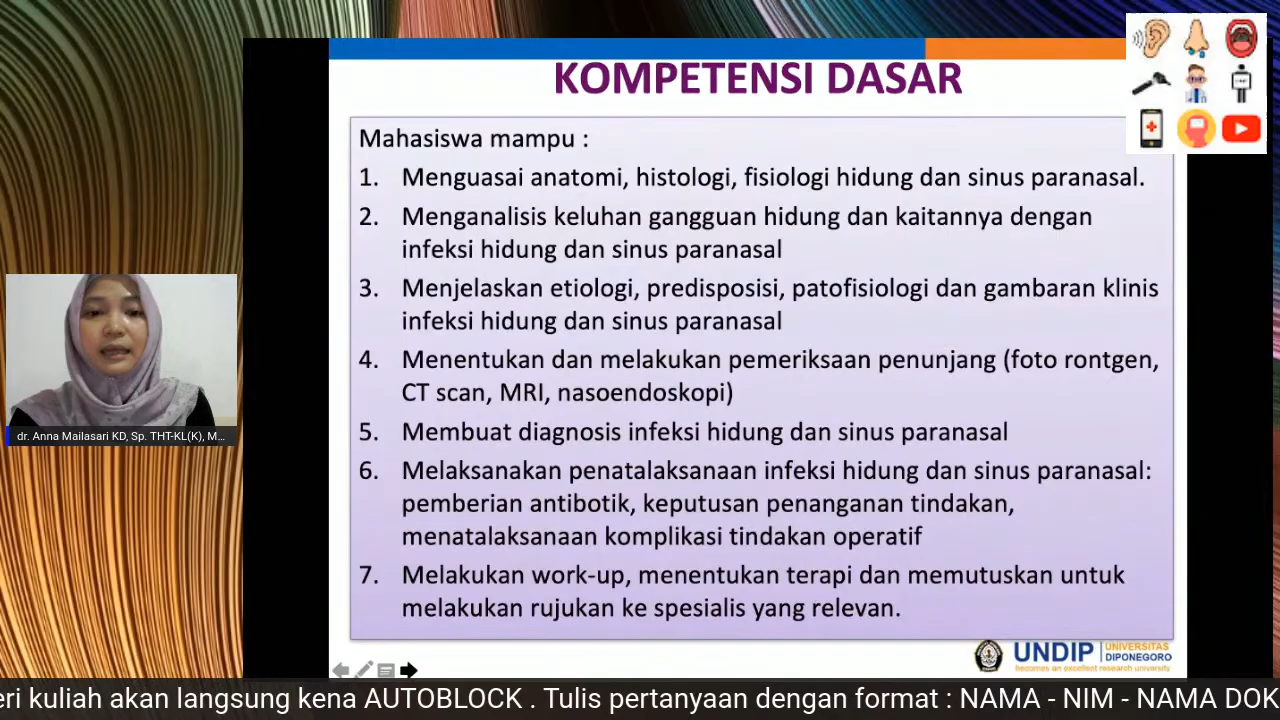 KOMPETENSI DASAR
Mahasiswa mampu :
1. Menguasai anatomi, histologi, fisiologi hidung dan sinus paranasal.
2. Menganalisis keluhan gangguan hidung dan kaitannya dengan
infeksi hidung dan sinus paranasal
3. Menjelaskan etiologi, predisposisi, patofisiologi dan gambaran klinis
infeksi hidung dan sinus paranasal
4. Menentukan dan melakukan pemeriksaan penunjang (foto rontgen,
CT scan, MRI, nasoendoskopi)
5. Membuat diagnosis infeksi hidung dan sinus paranasal
6. Melaksanakan penatalaksanaan infeksi hidung dan sinus paranasal:
pemberian antibotik, keputusan penanganan tindakan,
menatalaksanaan komplikasi tindakan operatif
7. Melakukan work-up, menentukan terapi dan memutuskan untuk
melakukan rujukan ke spesialis yang relevan.
dr. Anna Mailasari KD, Sp. THT-KL(K), M...
UNDIP UNIVERSITAS
DIPONEGORO
becomes an excellent research university
eri kuliah akan langsung kena AUTOBLOCK . Tulis pertanyaan dengan format : NAMA - NIM - NAMA DOK